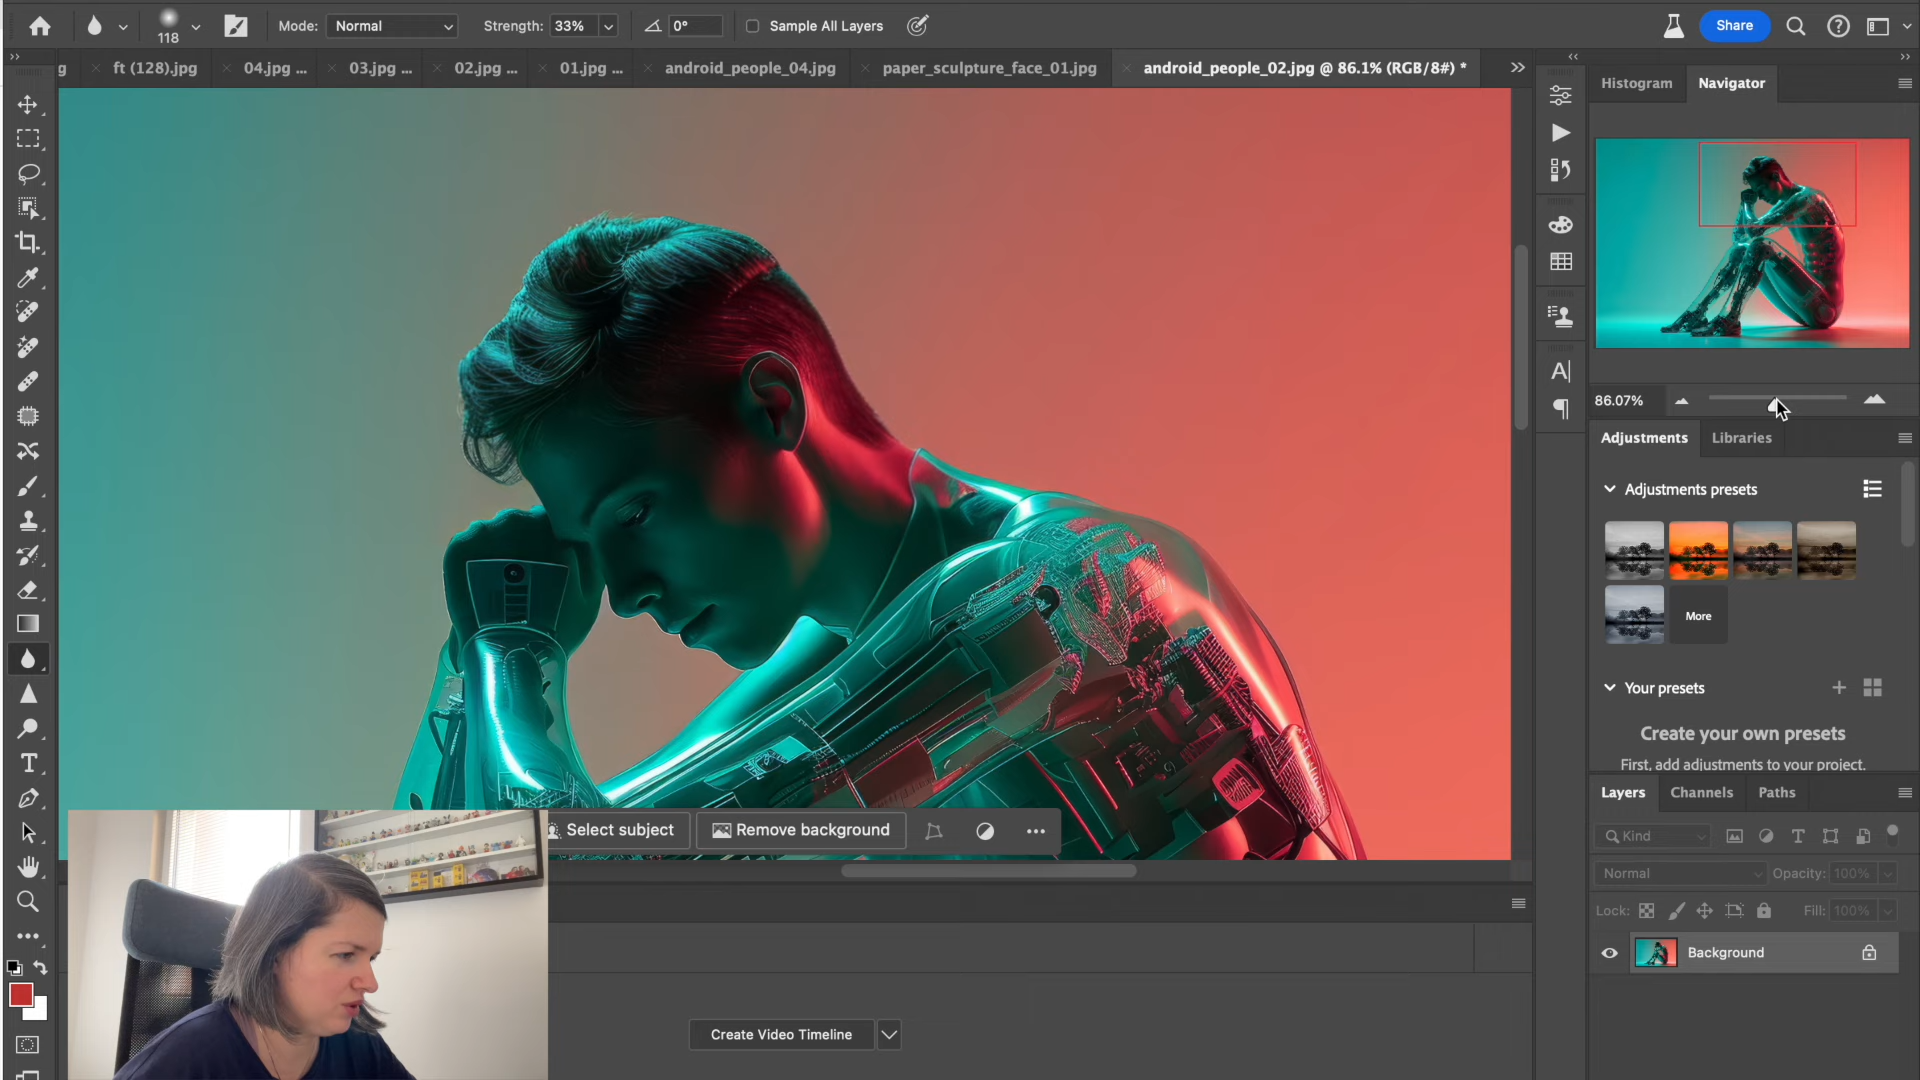 118
Mode: Normal
Strength: 33%
0°
Sample All Layers
Share
g
ft (128).jpg
04.jpg ...
03.jpg ...
02.jpg ...
01.jpg ...
android_people_04.jpg
paper_sculpture_face_01.jpg
android_people_02.jpg @ 86.1% (RGB/8#) *
Histogram
Navigator
86.07%
Adjustments
Libraries
Adjustments presets
More
Your presets
Create your own presets
First, add adjustments to your project.
Select subject
Remove background
Layers
Channels
Paths
Kind
Normal
Opacity: 100%
Lock:
Fill: 100%
Background
Create Video Timeline